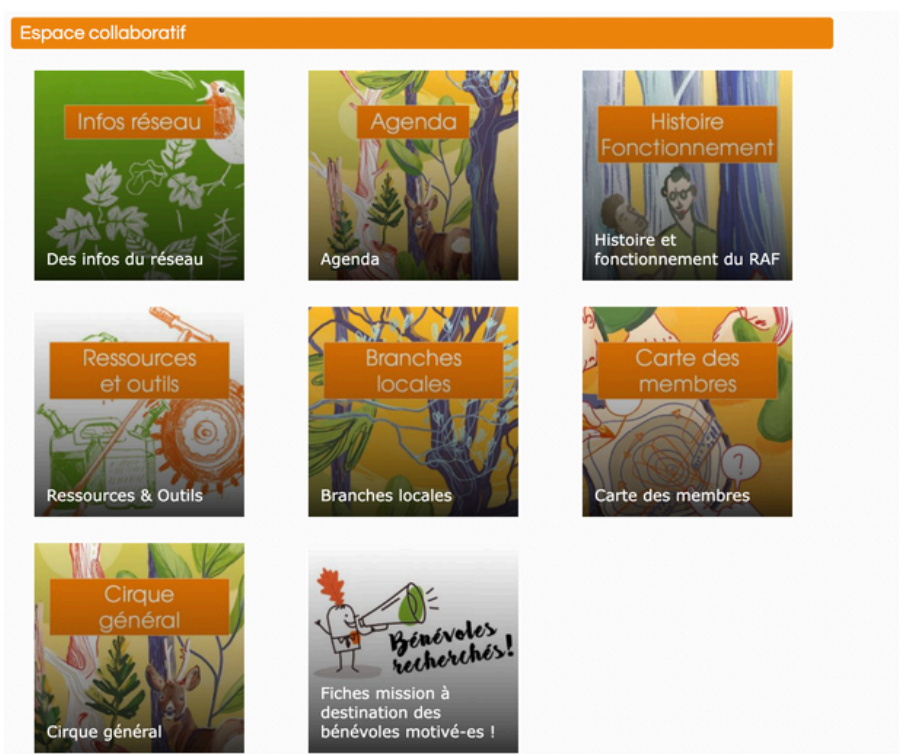 Espace collaboratif
Infos réseau
Des infos du réseau
Agenda
Agenda
Histoire
Fonctionnement
Histoire et
fonctionnement du RAF
Ressources
et outils
Ressources & Outils
Branches
locales
Branches locales
Carte des
membres
?
Carte des membres
Cirque
général
Cirque général
Bénévoles
recherchés!
Fiches mission à
destination des
bénévoles motivé-es !